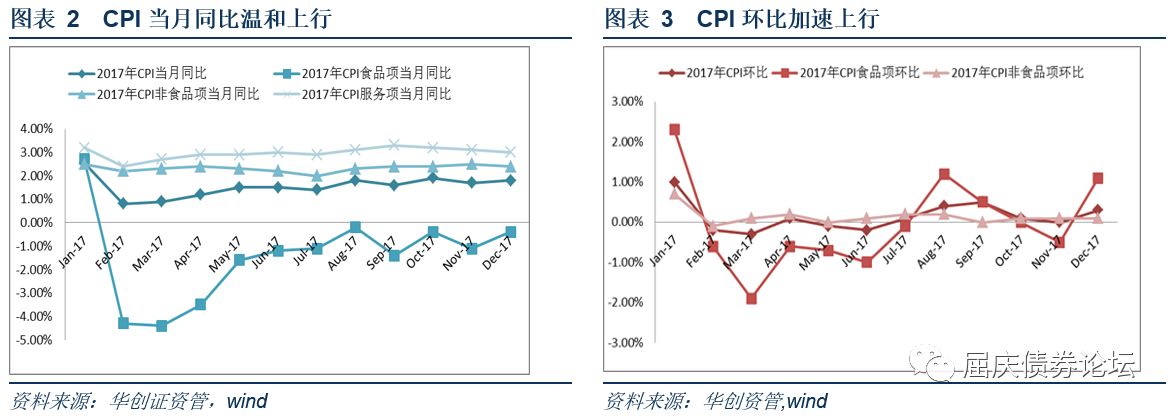 图表 2 CPI 当月同比温和上行
2017年CPI当月同比
2017年CPI食品项当月同比
2017年CPI非食品项当月同比
2017年CPI服务项当月同比
4.00%
3.00%
2.00%
1.00%
0.00%
-1.00%
-2.00%
-3.00%
-4.00%
-5.00%
Jan-17
Feb-17
Mar-17
Apr-17
May-17
Jun-17
Jul-17
Aug-17
Sep-17
Oct-17
Nov-17
Dec-17
资料来源：华创证资管，wind
图表 3 CPI 环比加速上行
2017年CPI环比
2017年CPI食品项环比
2017年CPI非食品项环比
3.00%
2.00%
1.00%
0.00%
-1.00%
-2.00%
-3.00%
Jan-17
Feb-17
Mar-17
Apr-17
May-17
Jun-17
Jul-17
Aug-17
Sep-17
Oct-17
Nov-17
Dec-17
屈庆债券论坛
资料来源：华创资管,wind